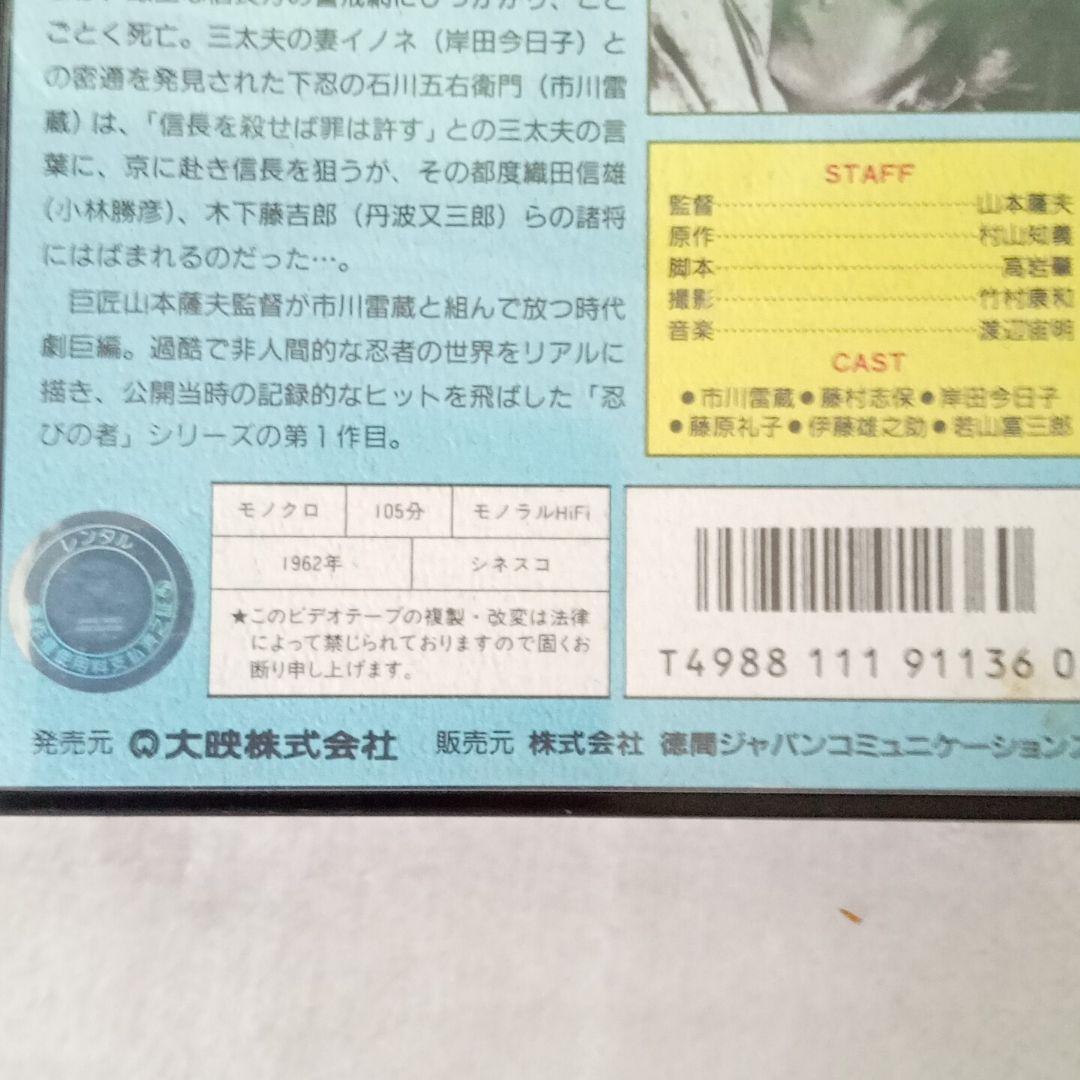 ごとく死亡。三太夫の妻イノネ（岸田今日子）と
の密通を発見された下忍の石川五右衛門（市川雷
蔵）は、「信長を殺せば罪は許す」との三太夫の言
葉に、京に赴き信長を狙うが、その都度織田信雄
（小林勝彦）、木下藤吉郎（丹波又三郎）らの諸将
にはばまれるのだった…。
巨匠山本薩夫監督が市川雷蔵と組んで放つ時代
劇巨編。過酷で非人間的な忍者の世界をリアルに
描き、公開当時の記録的なヒットを飛ばした「忍
びの者」シリーズの第1作目。
STAFF
監督 山本薩夫
原作 村山知義
脚本 高岩肇
撮影 竹村康和
音楽 渡辺宙明
CAST
●市川雷蔵●藤村志保●岸田今日子
●藤原礼子●伊藤雄之助●若山富三郎
レンタル
モノクロ 105分 モノラルHiFi
1962年 シネスコ
★このビデオテープの複製・改変は法律
によって禁じられておりますので固くお
断り申し上げます。
T4988 111 91136 0
発売元 大映株式会社 販売元 株式会社 徳間ジャパンコミュニケーションズ